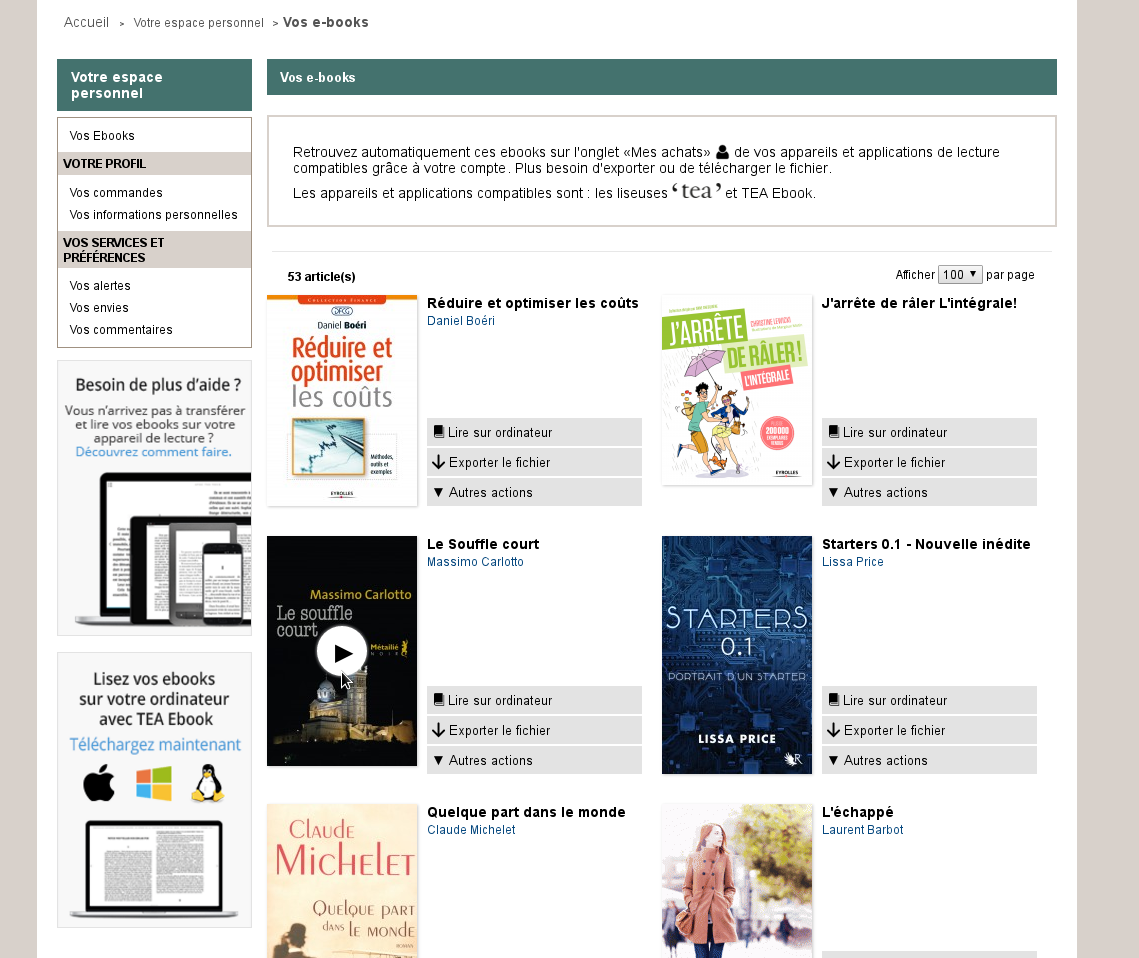 Accueil > Votre espace personnel > Vos e-books
Votre espace
personnel
Vos Ebooks
VOTRE PROFIL
Vos commandes
Vos informations personnelles
VOS SERVICES ET
PRÉFÉRENCES
Vos alertes
Vos envies
Vos commentaires
Besoin de plus d'aide ?
Vous n'arrivez pas à transférer
et lire vos ebooks sur votre
appareil de lecture ?
Découvrez comment faire.
Lisez vos ebooks
sur votre ordinateur
avec TEA Ebook
Téléchargez maintenant
Vos e-books
Retrouvez automatiquement ces ebooks sur l'onglet «Mes achats» de vos appareils et applications de lecture
compatibles grâce à votre compte. Plus besoin d'exporter ou de télécharger le fichier.
Les appareils et applications compatibles sont : les liseuses ‘tea’ et TEA Ebook.
53 article(s)
Afficher 100 ▼ par page
COLLECTION FINANCE
DFCG
Daniel Boéri
Réduire et
optimiser
les coûts
Méthodes,
outils et
exemples
EYROLLES
Réduire et optimiser les coûts
Daniel Boéri
Lire sur ordinateur
Exporter le fichier
▼ Autres actions
J'ARRÊTE
CHRISTINE LEWICKI
DE RÂLER !
L'INTÉGRALE
200 000
EYROLLES
J'arrête de râler L'intégrale!
Lire sur ordinateur
Exporter le fichier
▼ Autres actions
Massimo Carlotto
Le souffle
court
Métailié
NOIR
Le Souffle court
Massimo Carlotto
Lire sur ordinateur
Exporter le fichier
▼ Autres actions
STARTERS
0.1
PORTRAIT D'UN STARTER
LISSA PRICE
R
Starters 0.1 - Nouvelle inédite
Lissa Price
Lire sur ordinateur
Exporter le fichier
▼ Autres actions
CLAUDE
MICHELET
QUELQUE PART
DANS LE MONDE
ROMAN
Quelque part dans le monde
Claude Michelet
L'échappé
Laurent Barbot